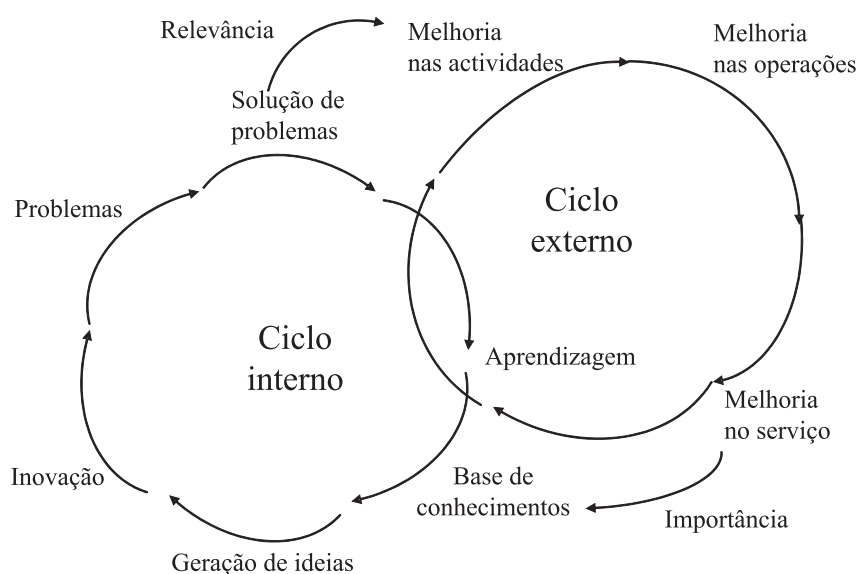 Relevância
Melhoria
nas actividades
Melhoria
nas operações
Solução de
problemas
Problemas
Ciclo
externo
Ciclo
interno
Aprendizagem
Melhoria
no serviço
Inovação
Base de
conhecimentos
Importância
Geração de ideias